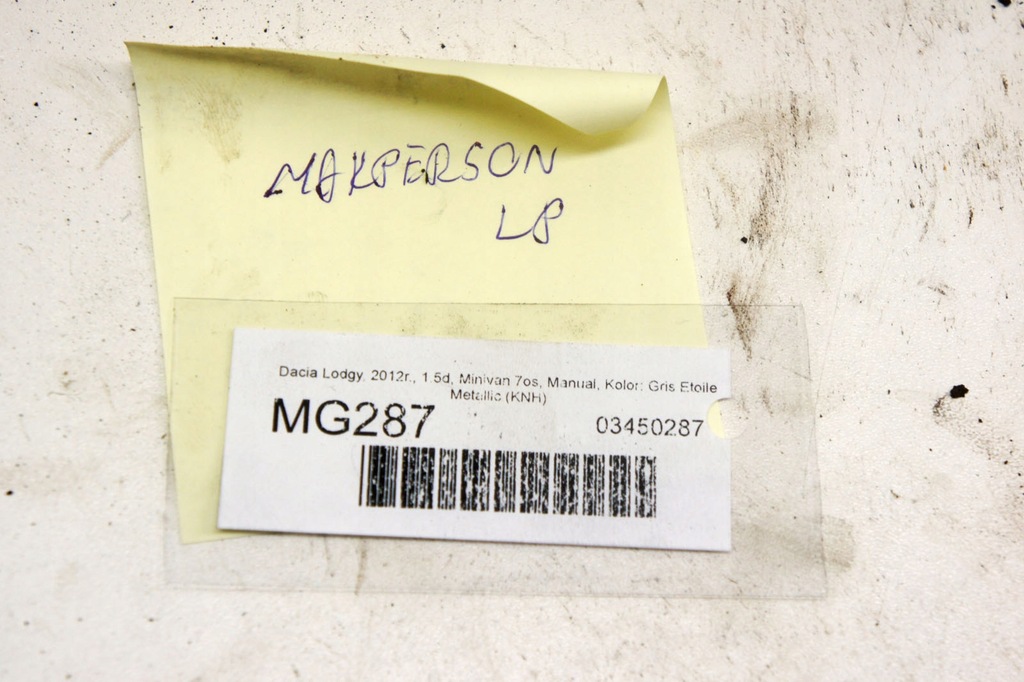 MAKPERSON
LP
Dacia Lodgy, 2012r., 1.5d, Minivan 7os, Manual, Kolor: Gris Etoile
Metallic (KNH)
MG287
03450287